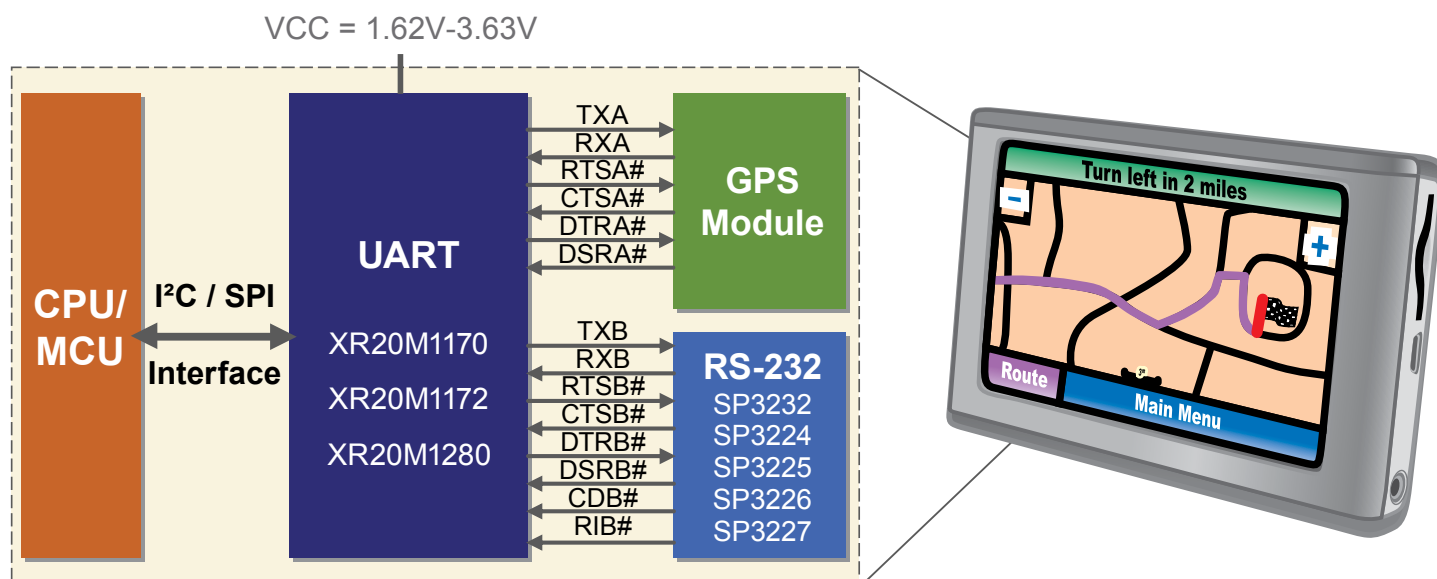 VCC = 1.62V-3.63V
CPU/
MCU
I²C / SPI
Interface
UART
XR20M1170
XR20M1172
XR20M1280
TXA
RXA
RTSA#
CTSA#
DTRA#
DSRA#
GPS
Module
TXB
RXB
RTSB#
CTSB#
DTRB#
DSRB#
CDB#
RIB#
RS-232
SP3232
SP3224
SP3225
SP3226
SP3227
Turn left in 2 miles
−
+
Route
Main Menu